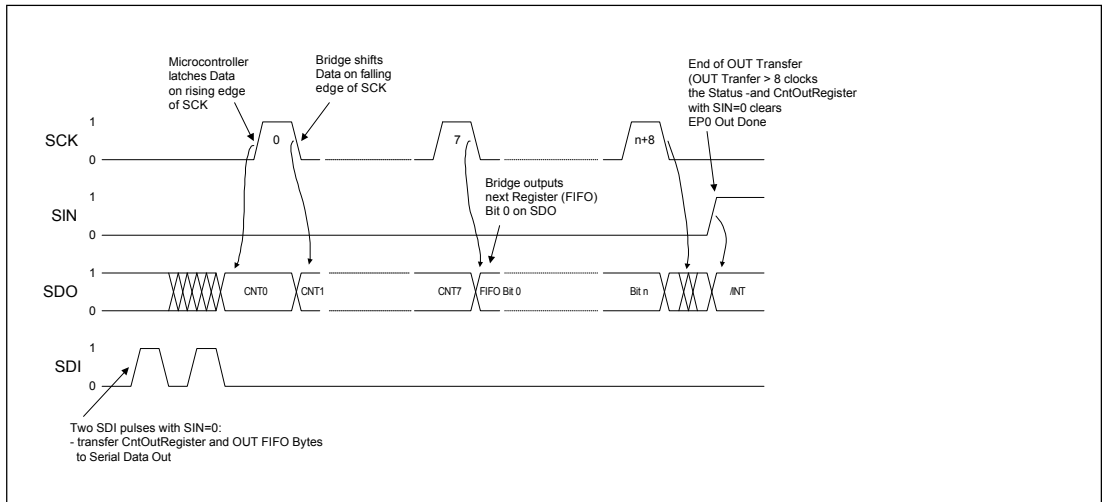 Microcontroller
latches Data
on rising edge
of SCK
Bridge shifts
Data on falling
edge of SCK
End of OUT Transfer
(OUT Tranfer > 8 clocks
the Status -and CntOutRegister
with SIN=0 clears
EP0 Out Done
SCK
1
0
0
7
n+8
Bridge outputs
next Register (FIFO)
Bit 0 on SDO
SIN
1
0
SDO
1
0
CNT0
CNT1
CNT7
FIFO Bit 0
Bit n
/INT
SDI
1
0
Two SDI pulses with SIN=0:
- transfer CntOutRegister and OUT FIFO Bytes
to Serial Data Out